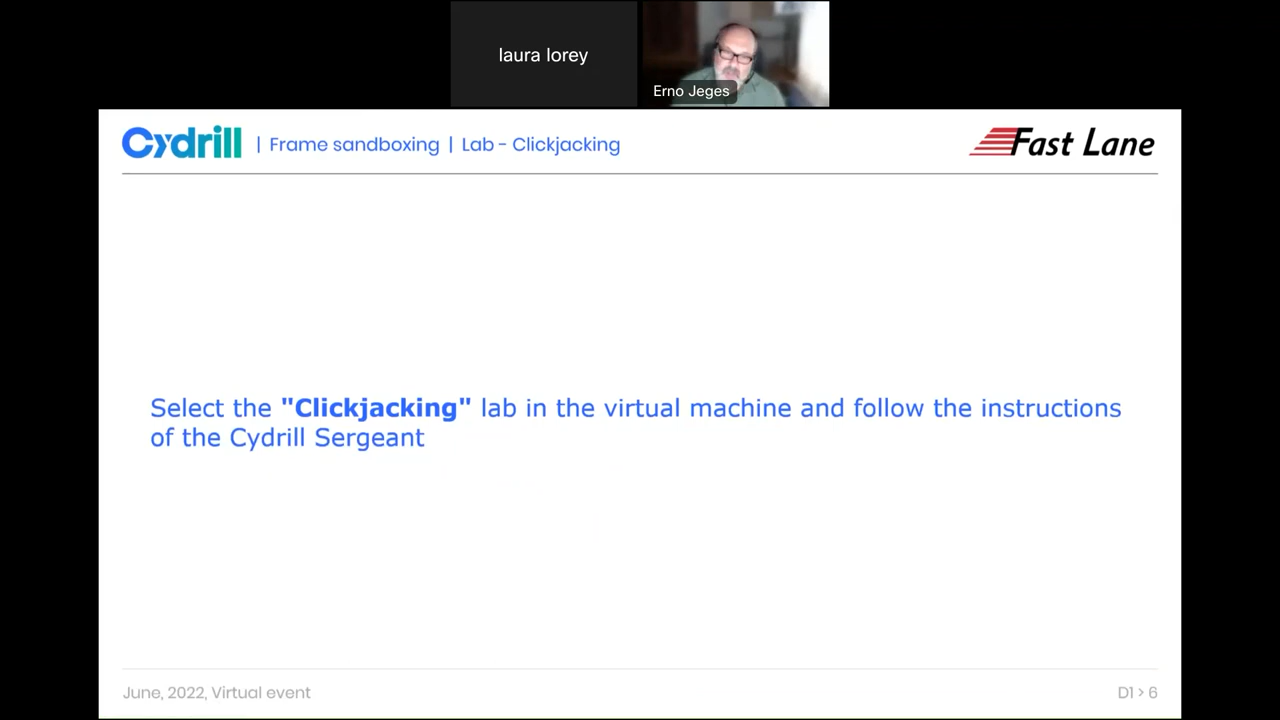 laura lorey
Erno Jeges
Cydrill | Frame sandboxing | Lab - Clickjacking
Fast Lane
Select the "Clickjacking" lab in the virtual machine and follow the instructions
of the Cydrill Sergeant
June, 2022, Virtual event
D1 > 6